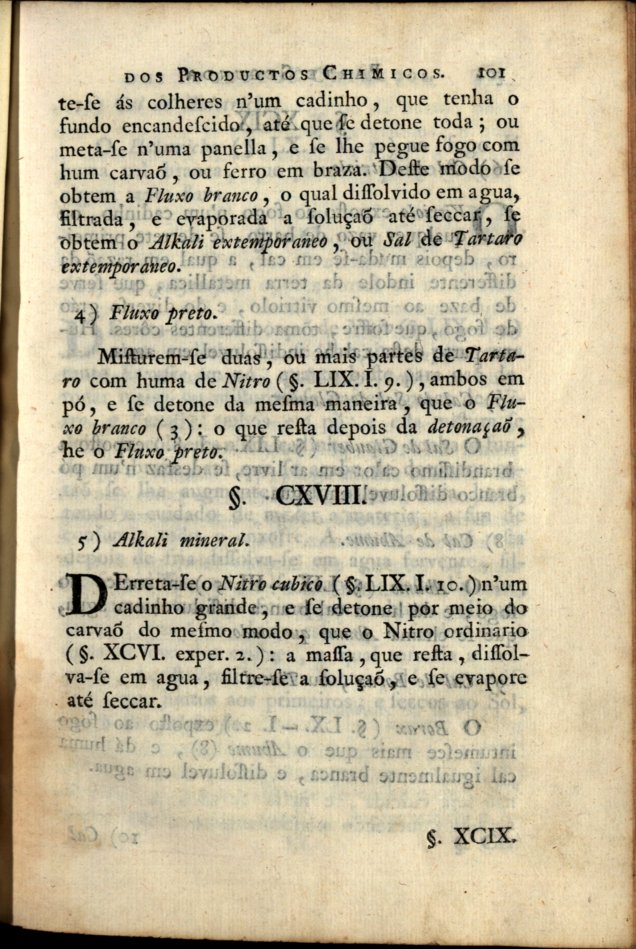 DOS PRODUCTOS CHIMICOS. 101
te-ſe ás colheres n'um cadinho, que tenha o
fundo encandeſcido, até que ſe detone toda; ou
meta-ſe n'uma panella, e ſe lhe pegue fogo com
hum carvaõ, ou ferro em braza. Deſte modo ſe
obtem a Fluxo branco, o qual diſſolvido em agua,
filtrada, e evaporada a ſoluçaõ até ſeccar, ſe
obtem o Alkali extemporaneo, ou Sal de Tartaro
extemporaneo.
4) Fluxo preto.
Miſturem-ſe duas, ou mais partes de Tarta-
ro com huma de Nitro (§. LIX. I. 9.), ambos em
pó, e ſe detone da meſma maneira, que o Flu-
xo branco (3): o que reſta depois da detonaçaõ,
he o Fluxo preto.
§. CXVIII.
5) Alkali mineral.
DErreta-ſe o Nitro cubico (§. LIX. I. 10.) n'um
cadinho grande, e ſe detone por meio do
carvaõ do meſmo modo, que o Nitro ordinario
(§. XCVI. exper. 2.): a maſſa, que reſta, diſſol-
va-ſe em agua, filtre-ſe a ſoluçaõ, e ſe evapore
até ſeccar.
§. XCIX.